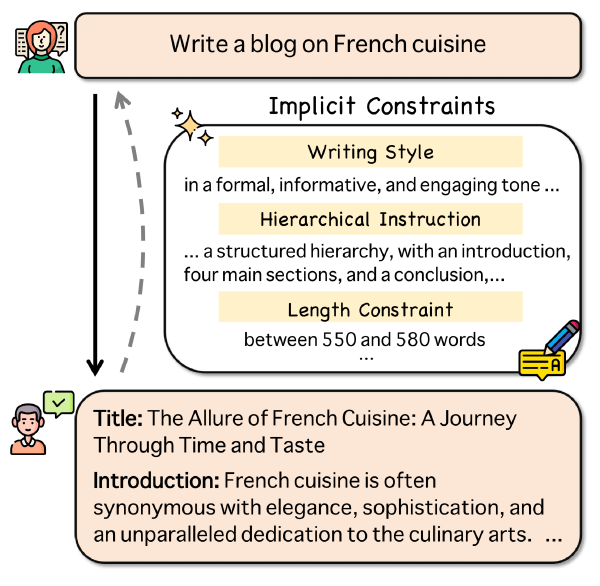 Write a blog on French cuisine
Implicit Constraints
Writing Style
in a formal, informative, and engaging tone ...
Hierarchical Instruction
... a structured hierarchy, with an introduction,
four main sections, and a conclusion,...
Length Constraint
between 550 and 580 words
...
A
Title: The Allure of French Cuisine: A Journey
Through Time and Taste
Introduction: French cuisine is often
synonymous with elegance, sophistication, and
an unparalleled dedication to the culinary arts. ...